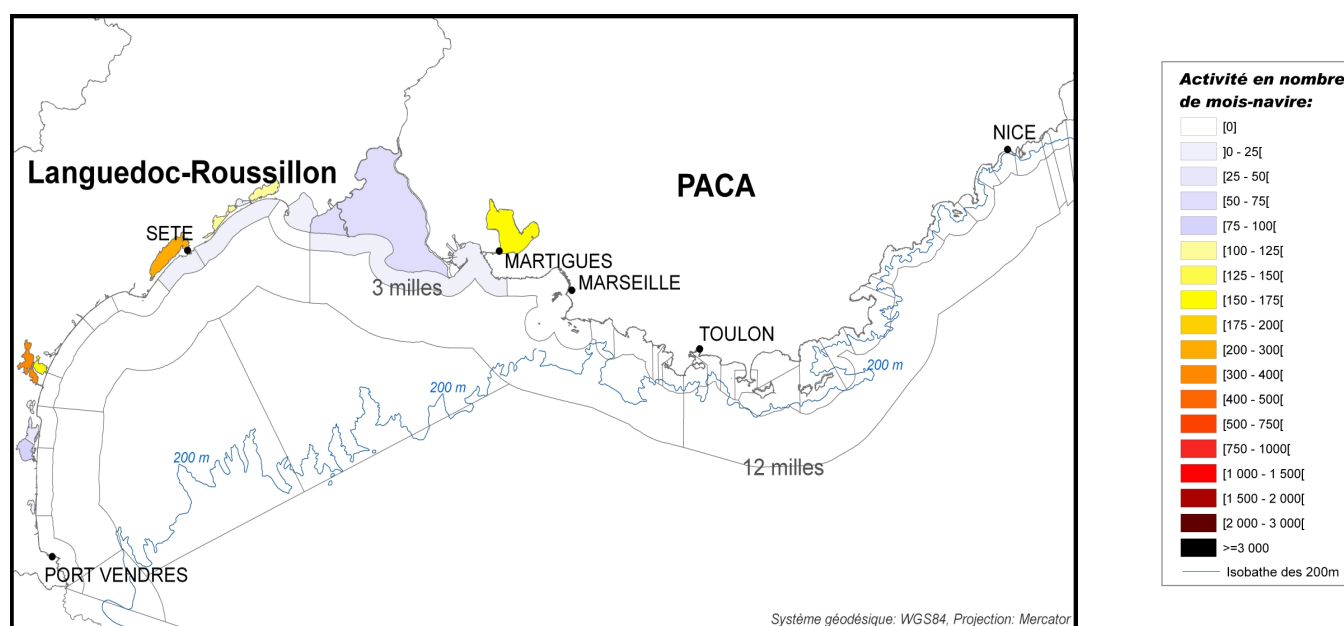 NICE
Languedoc-Roussillon
PACA
SETE
MARTIGUES
3 milles
MARSEILLE
TOULON
200 m
200 m
200 m
12 milles
PORT VENDRES
Système géodésique: WGS84, Projection: Mercator
Activité en nombre
de mois-navire:
[0]
]0 - 25[
[25 - 50[
[50 - 75[
[75 - 100[
[100 - 125[
[125 - 150[
[150 - 175[
[175 - 200[
[200 - 300[
[300 - 400[
[400 - 500[
[500 - 750[
[750 - 1000[
[1 000 - 1 500[
[1 500 - 2 000[
[2 000 - 3 000[
>=3 000
Isobathe des 200m